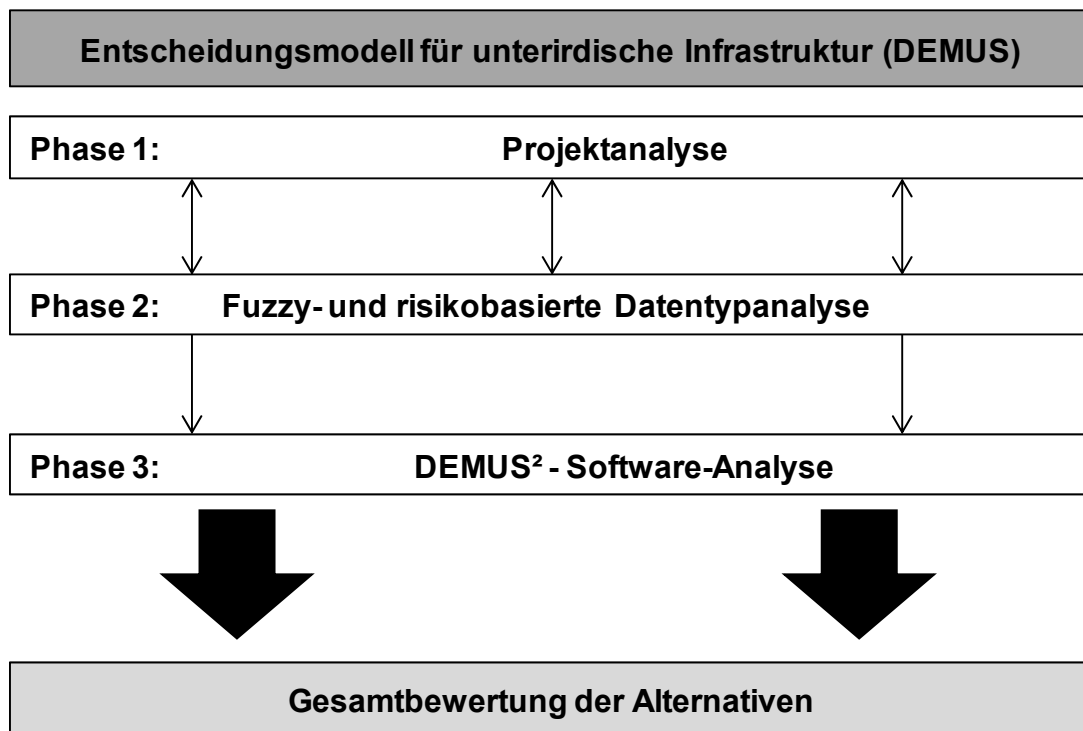 Entscheidungsmodell für unterirdische Infrastruktur (DEMUS)
Phase 1: Projektanalyse
Phase 2: Fuzzy- und risikobasierte Datentypanalyse
Phase 3: DEMUS² - Software-Analyse
Gesamtbewertung der Alternativen